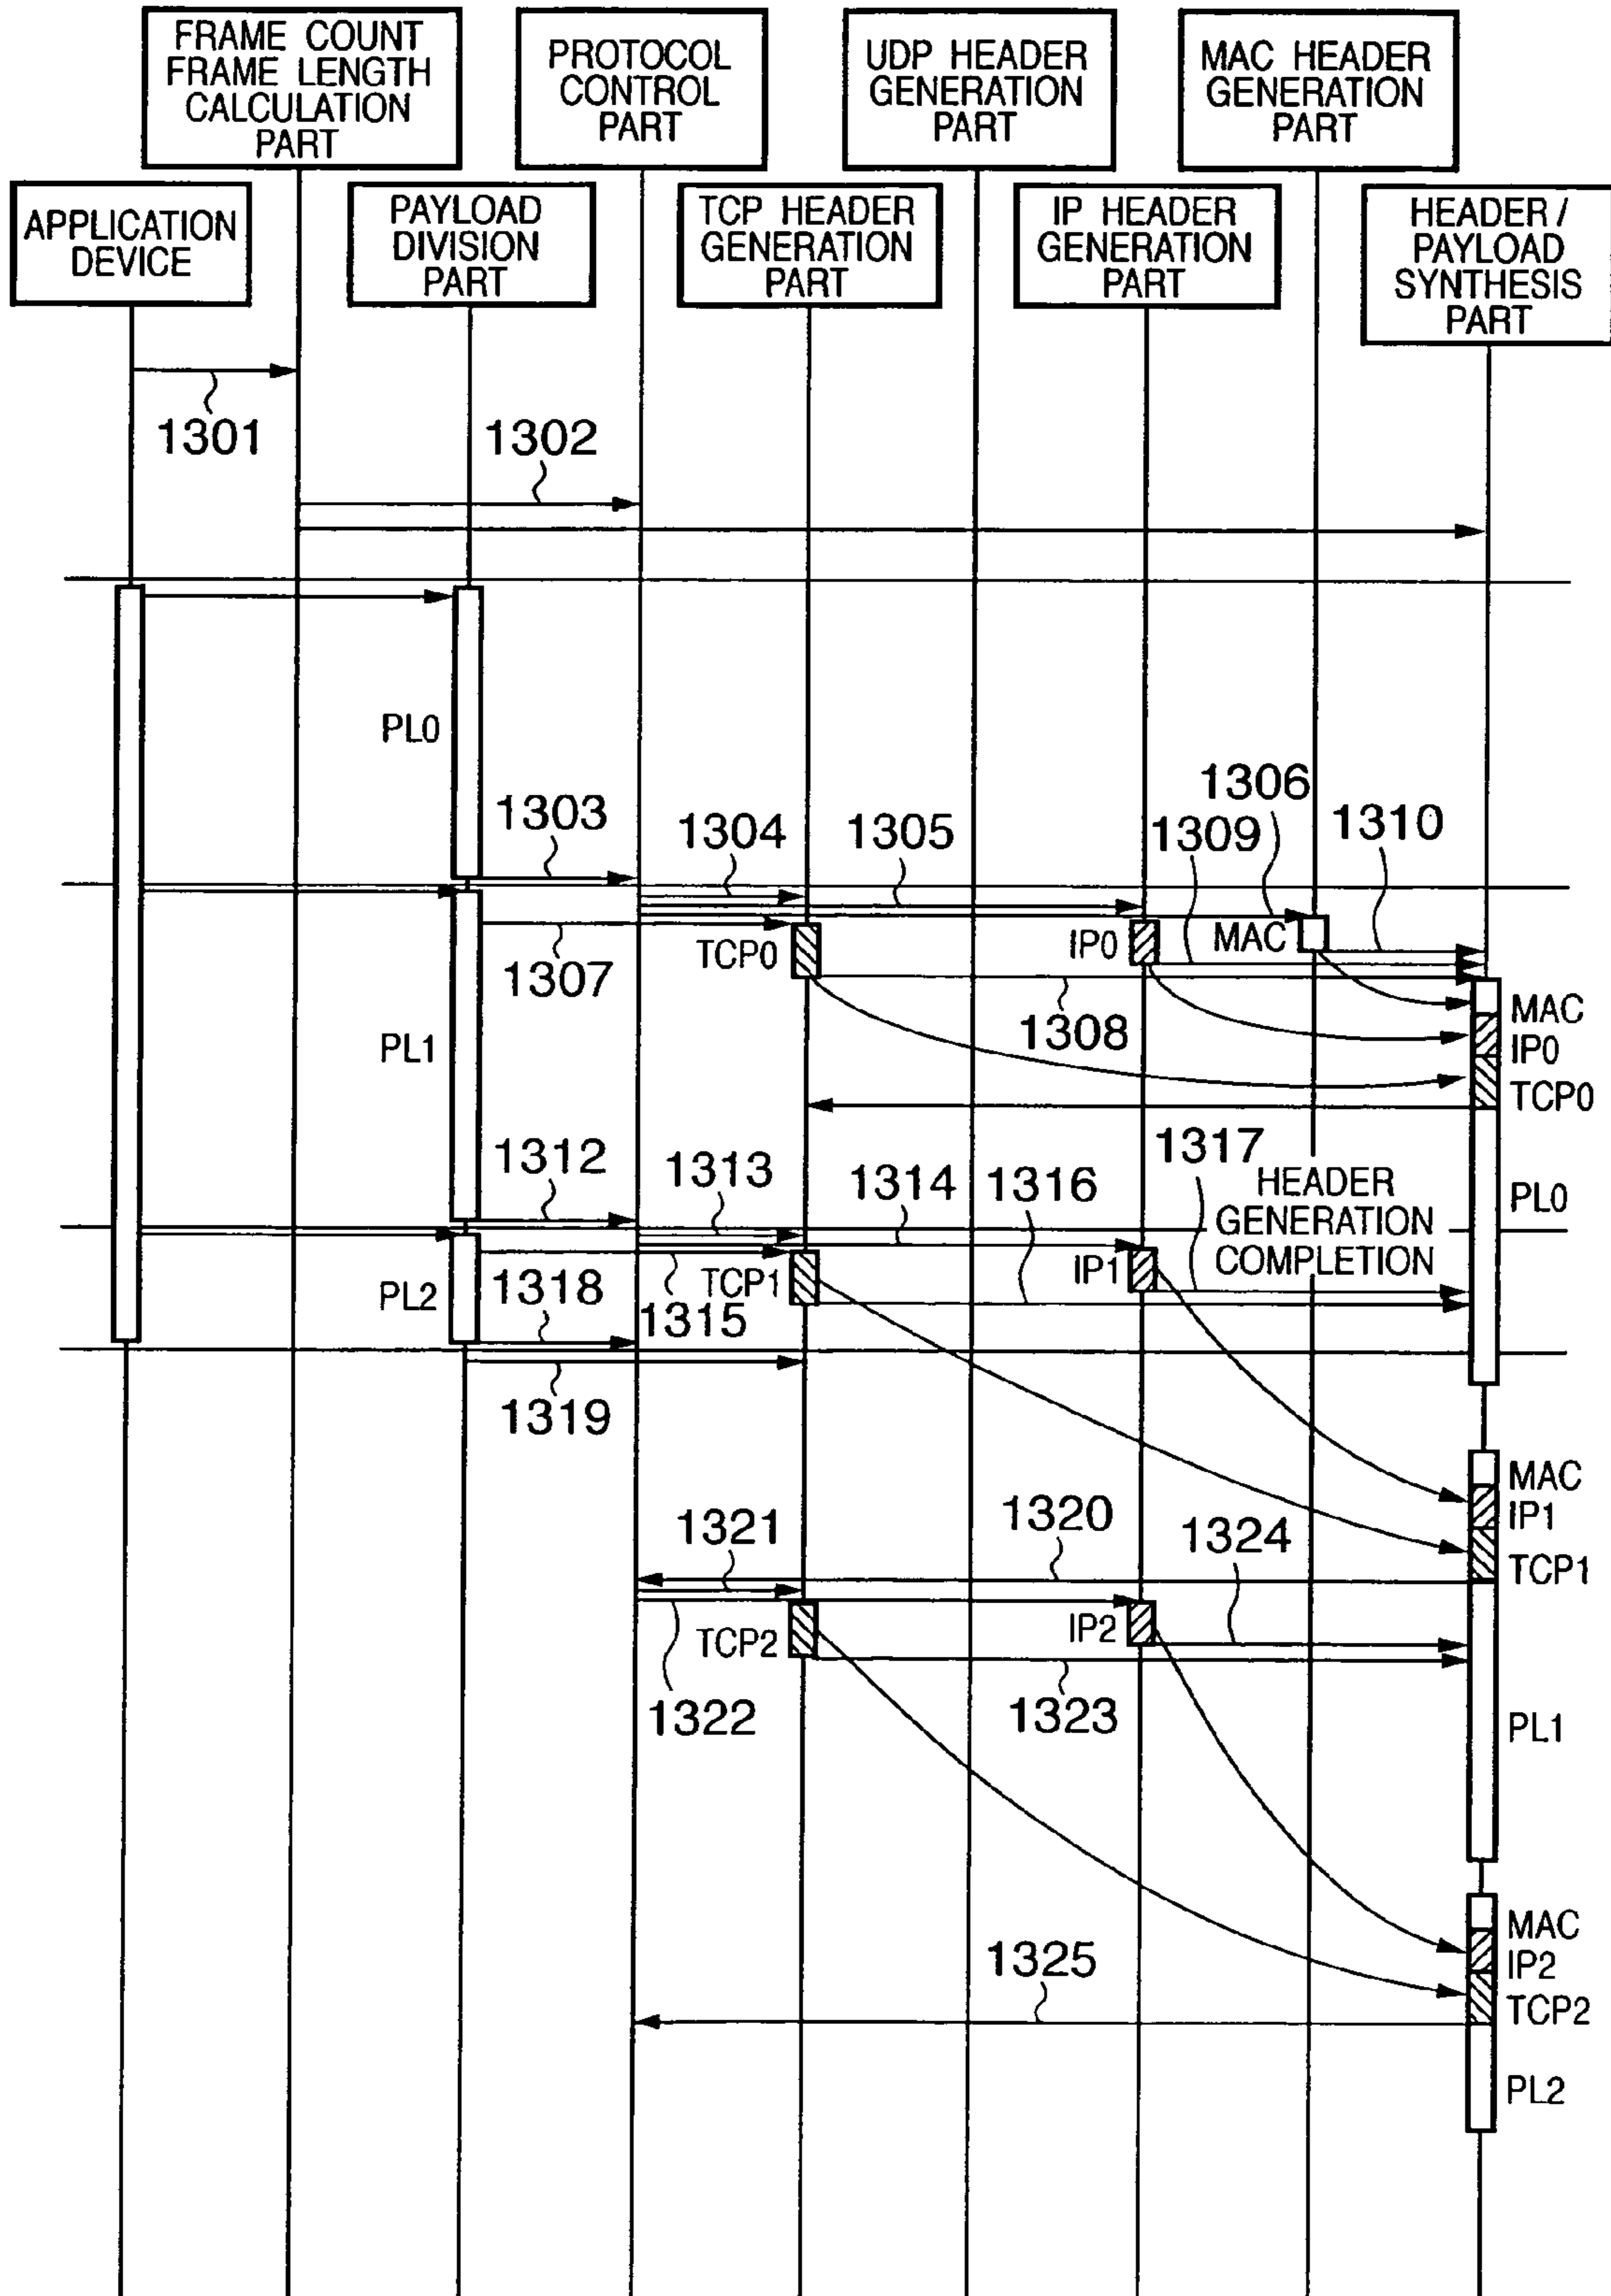 FRAME COUNT
FRAME LENGTH
CALCULATION
PART
PROTOCOL
CONTROL
PART
UDP HEADER
GENERATION
PART
MAC HEADER
GENERATION
PART
APPLICATION
DEVICE
PAYLOAD
DIVISION
PART
TCP HEADER
GENERATION
PART
IP HEADER
GENERATION
PART
HEADER /
PAYLOAD
SYNTHESIS
PART
1301
1302
PL0
1303
1304
1305
1306
1309
1310
TCP0
IP0
MAC
1307
1308
MAC
IP0
TCP0
PL1
1312
1313
1314
1316
1317
HEADER
GENERATION
COMPLETION
PL0
PL2
1318
1315
TCP1
IP1
1319
MAC
IP1
TCP1
1321
1320
1324
TCP2
IP2
1322
1323
PL1
MAC
IP2
TCP2
1325
PL2